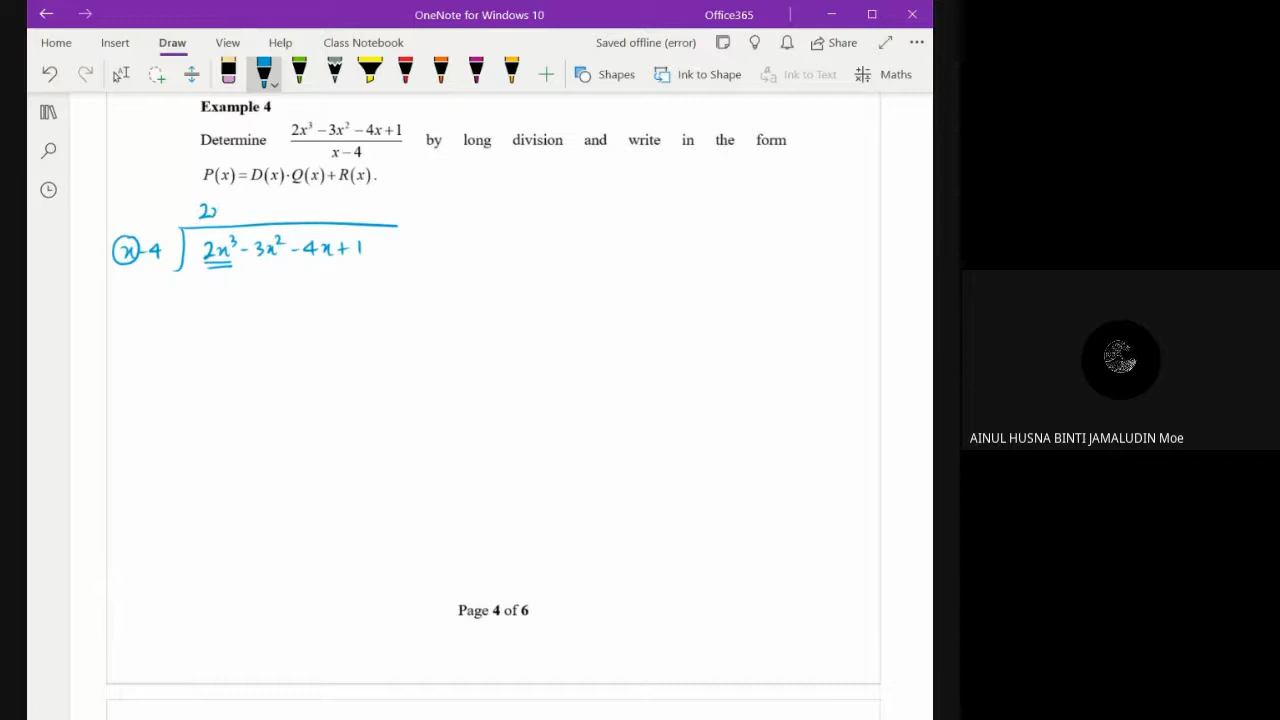 OneNote for Windows 10
Office365
Home Insert Draw View Help Class Notebook
Saved offline (error)
Share
Shapes
Ink to Shape
Ink to Text
Maths
Example 4
Determine (2x³ − 3x² − 4x + 1)/(x − 4) by long division and write in the form
P(x) = D(x)·Q(x) + R(x).
2x
x - 4 ) 2x³ - 3x² - 4x + 1
Page 4 of 6
AINUL HUSNA BINTI JAMALUDIN Moe